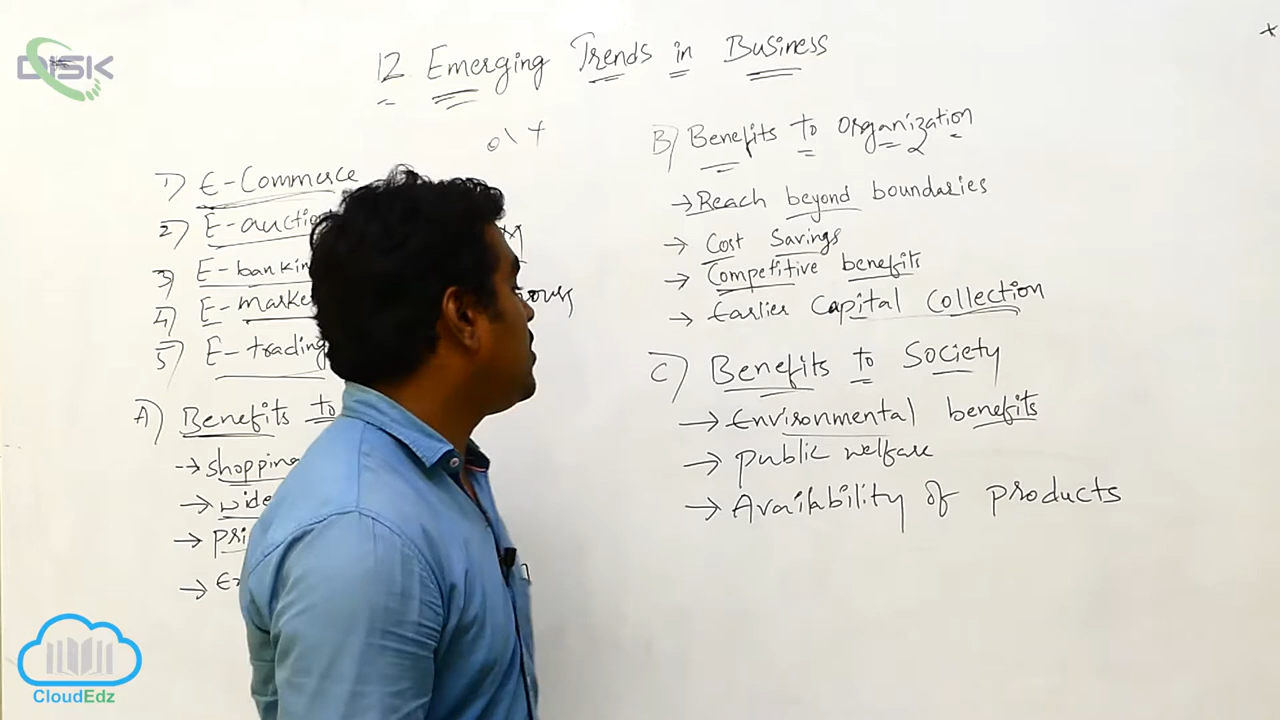 DISK
12 Emerging Trends in Business
1) E-Commerce
2) E-auction
3) E-bankin
4) E-marke
5) E-trading
A) Benefits to
→ shopping
→ wide
→ pri
B) Benefits to organization
→ Reach beyond boundaries
→ Cost Savings
→ Competitive benefits
→ Earlier Capital Collection
C) Benefits to Society
→ Environmental benefits
→ public welfare
→ Availability of products
CloudEdz